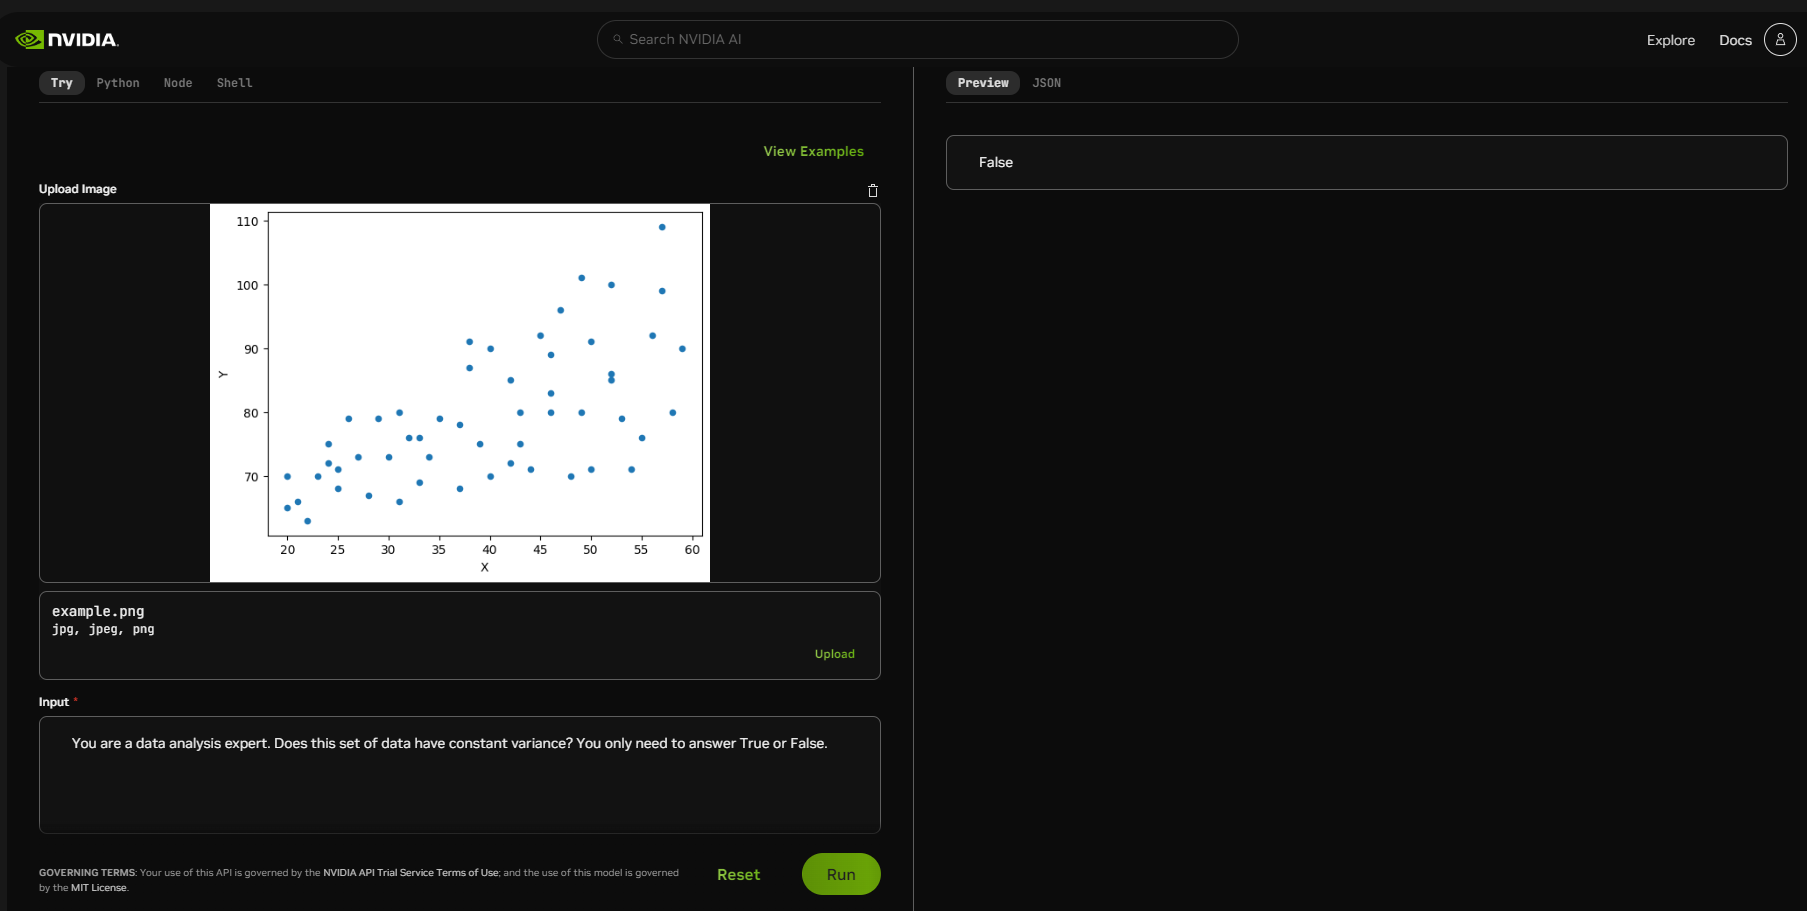 NVIDIA.
Search NVIDIA AI
Explore
Docs
Try
Python
Node
Shell
View Examples
Upload Image
110
100
90
80
70
Y
20
25
30
35
40
45
50
55
60
X
example.png
jpg, jpeg, png
Upload
Input *
You are a data analysis expert. Does this set of data have constant variance? You only need to answer True or False.
GOVERNING TERMS: Your use of this API is governed by the NVIDIA API Trial Service Terms of Use; and the use of this model is governed
by the MIT License.
Reset
Run
Preview
JSON
False